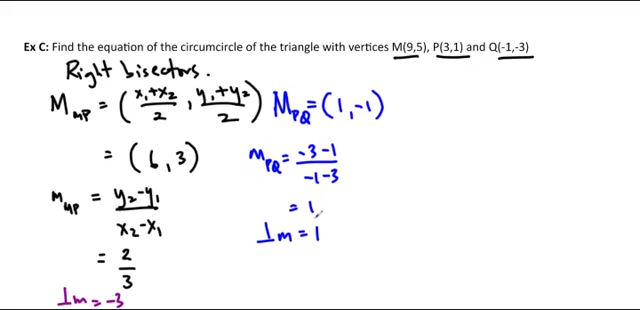 Ex C: Find the equation of the circumcircle of the triangle with vertices M(9,5), P(3,1) and Q(-1,-3)
Right bisectors.
M_MP = (x₁+x₂/2, y₁+y₂/2)
= (6, 3)
m_MP = y₂-y₁/x₂-x₁
= 2/3
⊥m = -3
M_PQ = (1, -1)
m_PQ = -3-1/-1-3
= 1
⊥m = 1